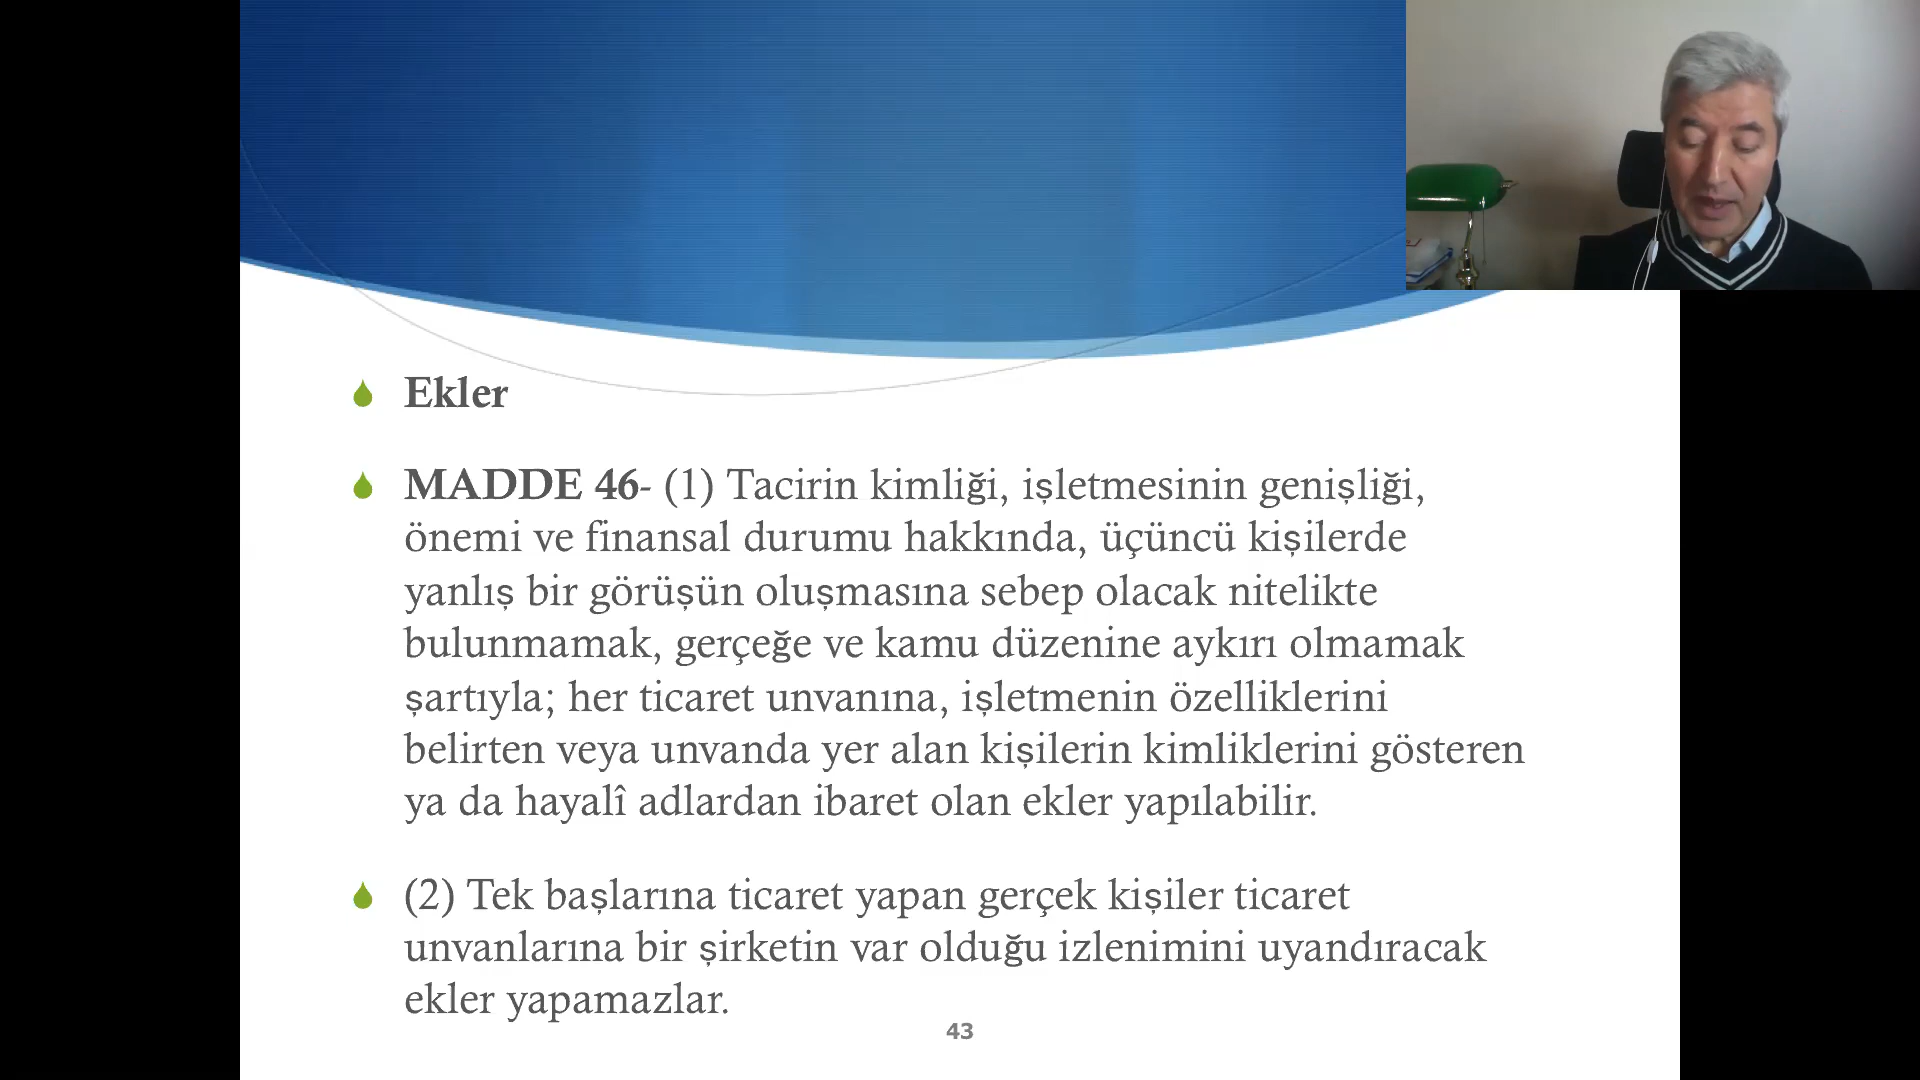 Ekler
MADDE 46- (1) Tacirin kimliği, işletmesinin genişliği,
önemi ve finansal durumu hakkında, üçüncü kişilerde
yanlış bir görüşün oluşmasına sebep olacak nitelikte
bulunmamak, gerçeğe ve kamu düzenine aykırı olmamak
şartıyla; her ticaret unvanına, işletmenin özelliklerini
belirten veya unvanda yer alan kişilerin kimliklerini gösteren
ya da hayalî adlardan ibaret olan ekler yapılabilir.
(2) Tek başlarına ticaret yapan gerçek kişiler ticaret
unvanlarına bir şirketin var olduğu izlenimini uyandıracak
ekler yapamazlar.
43